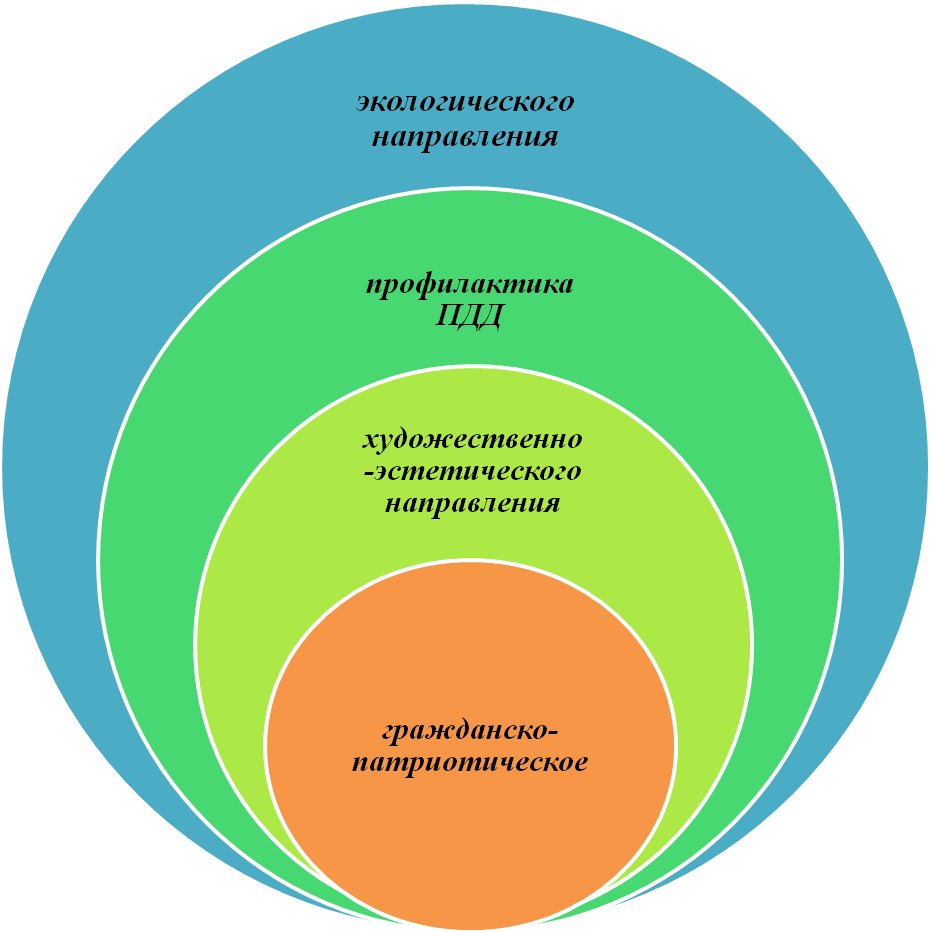 экологического
направления
профилактика
ПДД
художественно
-эстетического
направления
гражданско-
патриотическое